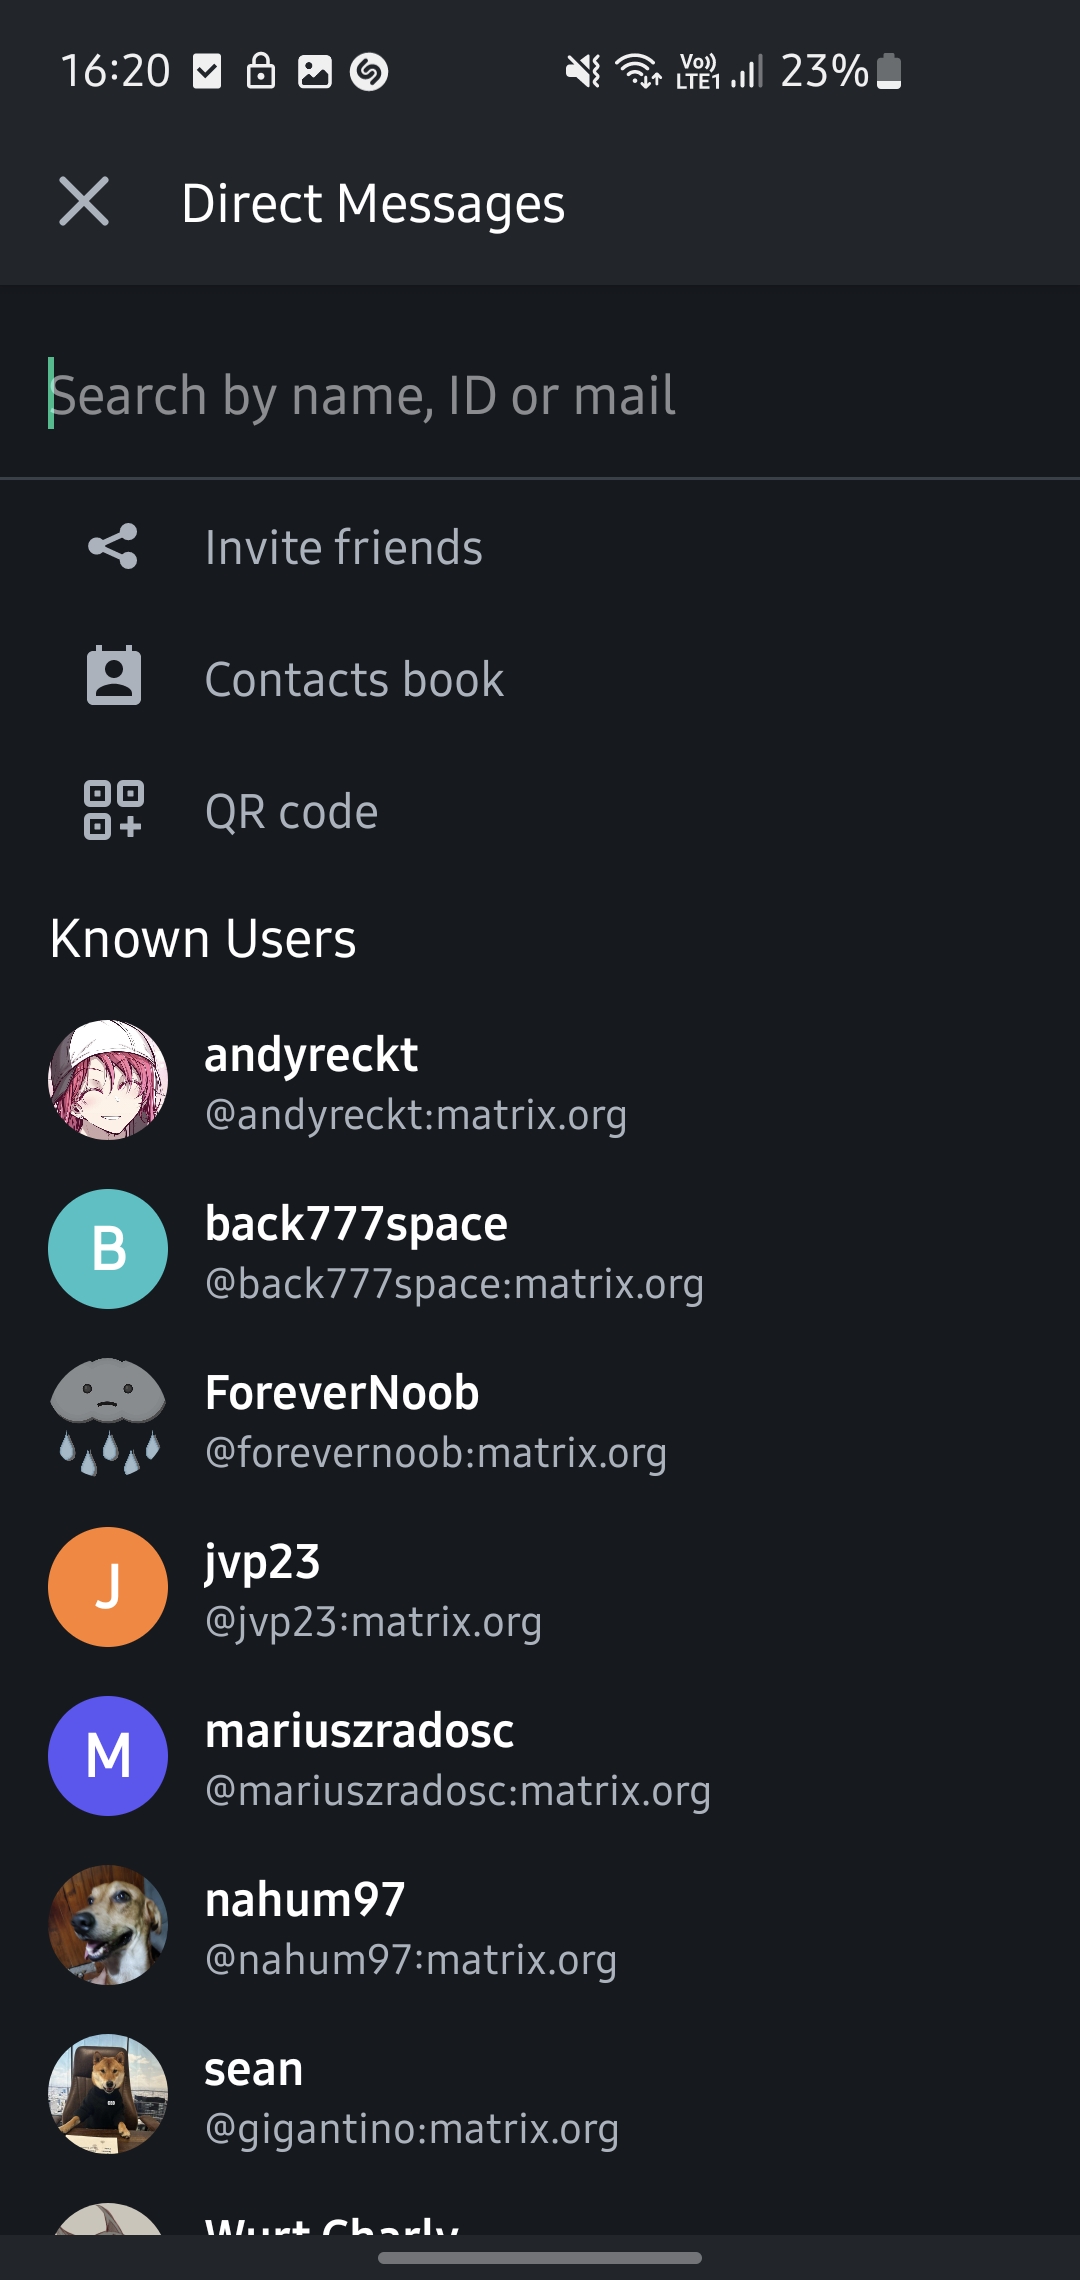 16:20
Vo)) LTE1
23%
Direct Messages
Search by name, ID or mail
Invite friends
Contacts book
QR code
Known Users
andyreckt
@andyreckt:matrix.org
B
back777space
@back777space:matrix.org
ForeverNoob
@forevernoob:matrix.org
J
jvp23
@jvp23:matrix.org
M
mariuszradosc
@mariuszradosc:matrix.org
nahum97
@nahum97:matrix.org
sean
@gigantino:matrix.org
Wurt Charly